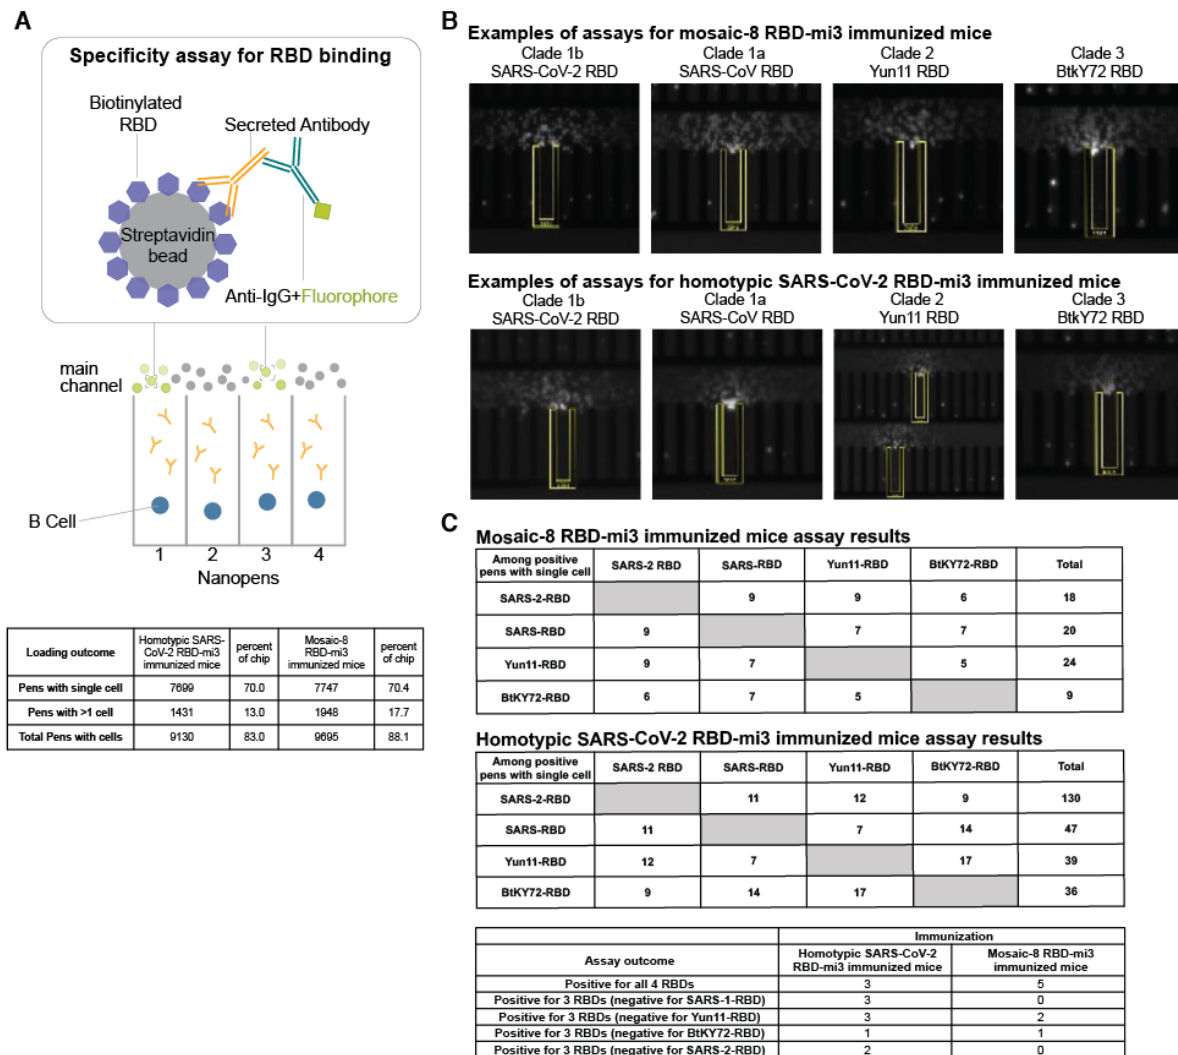 A
Specificity assay for RBD binding
Biotinylated
RBD
Secreted Antibody
Streptavidin
bead
Anti-IgG+Fluorophore
main
channel
B Cell
1 2 3 4
Nanopens
Loading outcome | Homotypic SARS-CoV-2 RBD-mi3 immunized mice | percent of chip | Mosaic-8 RBD-mi3 immunized mice | percent of chip
Pens with single cell 7699 70.0 7747 70.4
Pens with >1 cell 1431 13.0 1948 17.7
Total Pens with cells 9130 83.0 9695 88.1
B
Examples of assays for mosaic-8 RBD-mi3 immunized mice
Clade 1b Clade 1a Clade 2 Clade 3
SARS-CoV-2 RBD SARS-CoV RBD Yun11 RBD BtkY72 RBD
Examples of assays for homotypic SARS-CoV-2 RBD-mi3 immunized mice
Clade 1b Clade 1a Clade 2 Clade 3
SARS-CoV-2 RBD SARS-CoV RBD Yun11 RBD BtkY72 RBD
C
Mosaic-8 RBD-mi3 immunized mice assay results
Among positive
pens with single cell SARS-2 RBD SARS-RBD Yun11-RBD BtKY72-RBD Total
SARS-2-RBD 9 9 6 18
SARS-RBD 9 7 7 20
Yun11-RBD 9 7 5 24
BtKY72-RBD 6 7 5 9
Homotypic SARS-CoV-2 RBD-mi3 immunized mice assay results
Among positive
pens with single cell SARS-2 RBD SARS-RBD Yun11-RBD BtKY72-RBD Total
SARS-2-RBD 11 12 9 130
SARS-RBD 11 7 14 47
Yun11-RBD 12 7 17 39
BtKY72-RBD 9 14 17 36
Immunization
Assay outcome | Homotypic SARS-CoV-2 RBD-mi3 immunized mice | Mosaic-8 RBD-mi3 immunized mice
Positive for all 4 RBDs 3 5
Positive for 3 RBDs (negative for SARS-1-RBD) 3 0
Positive for 3 RBDs (negative for Yun11-RBD) 3 2
Positive for 3 RBDs (negative for BtKY72-RBD) 1 1
Positive for 3 RBDs (negative for SARS-2-RBD) 2 0